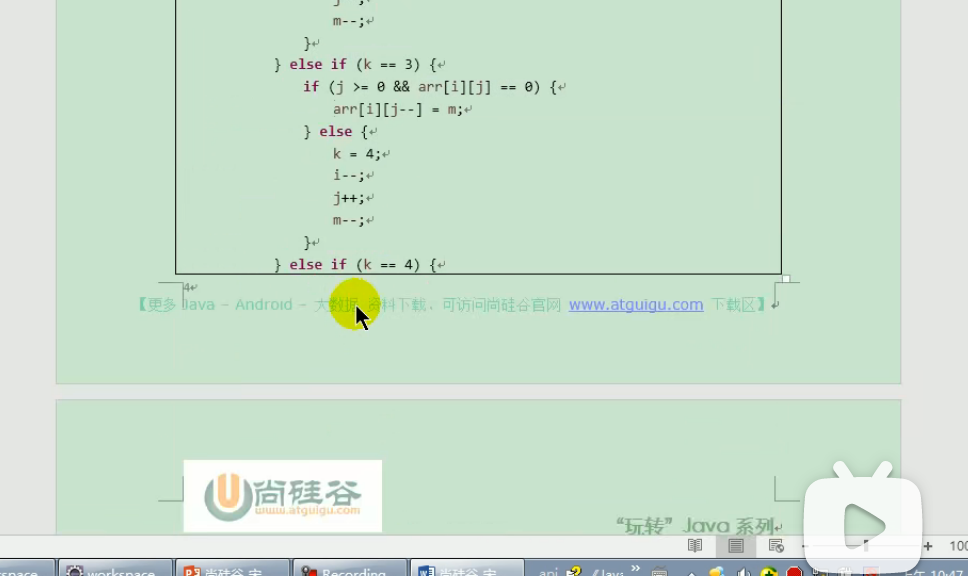 m--;
}
} else if (k == 3) {
if (j >= 0 && arr[i][j] == 0) {
arr[i][j--] = m;
} else {
k = 4;
i--;
j++;
m--;
}
} else if (k == 4) {
4
【更多 Java - Android - 大数据 资料下载，可访问尚硅谷官网 www.atguigu.com 下载区】
尚硅谷
www.atguigu.com
“玩转”Java 系列
100
workspace
Recording